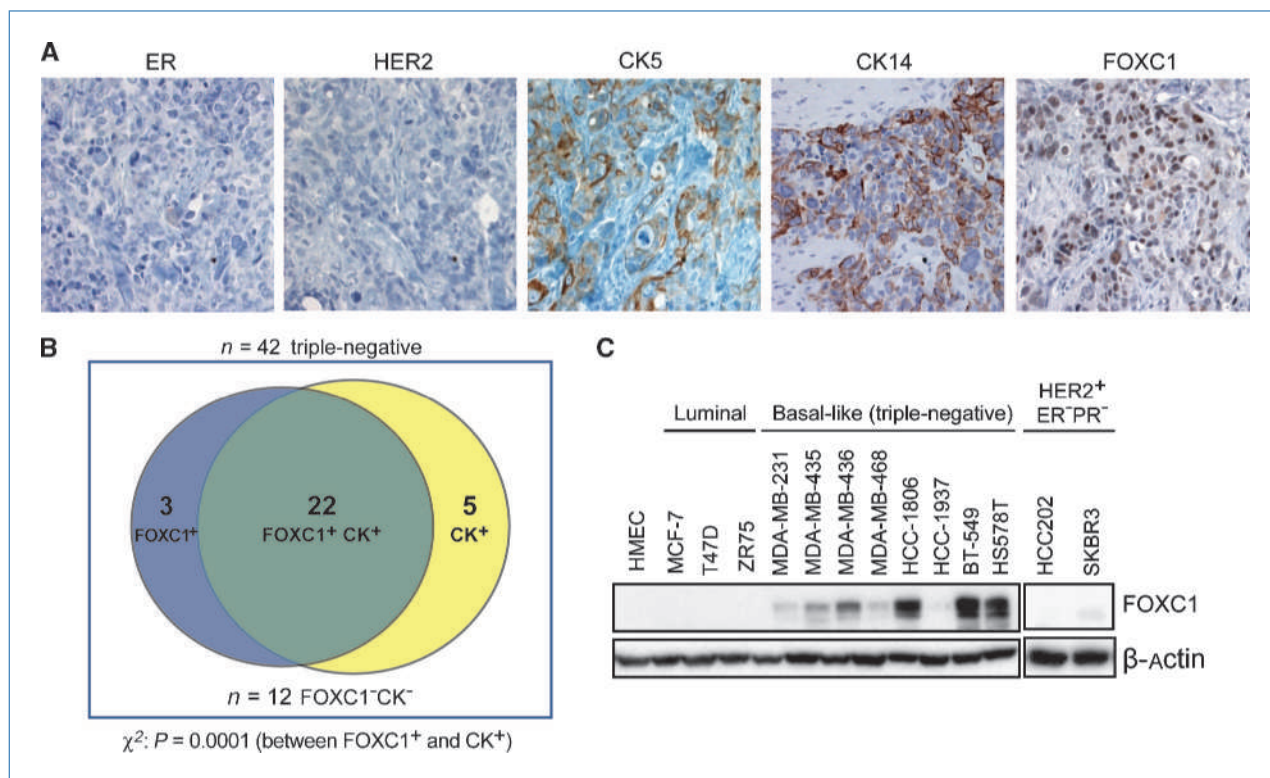 A
ER HER2 CK5 CK14 FOXC1
B
n = 42 triple-negative
3
FOXC1⁺
22
FOXC1⁺ CK⁺
5
CK⁺
n = 12 FOXC1⁻CK⁻
χ²: P = 0.0001 (between FOXC1⁺ and CK⁺)
C
Luminal
Basal-like (triple-negative)
HER2⁺
ER⁻PR⁻
HMEC
MCF-7
T47D
ZR75
MDA-MB-231
MDA-MB-435
MDA-MB-436
MDA-MB-468
HCC-1806
HCC-1937
BT-549
HS578T
HCC202
SKBR3
FOXC1
β-Actin